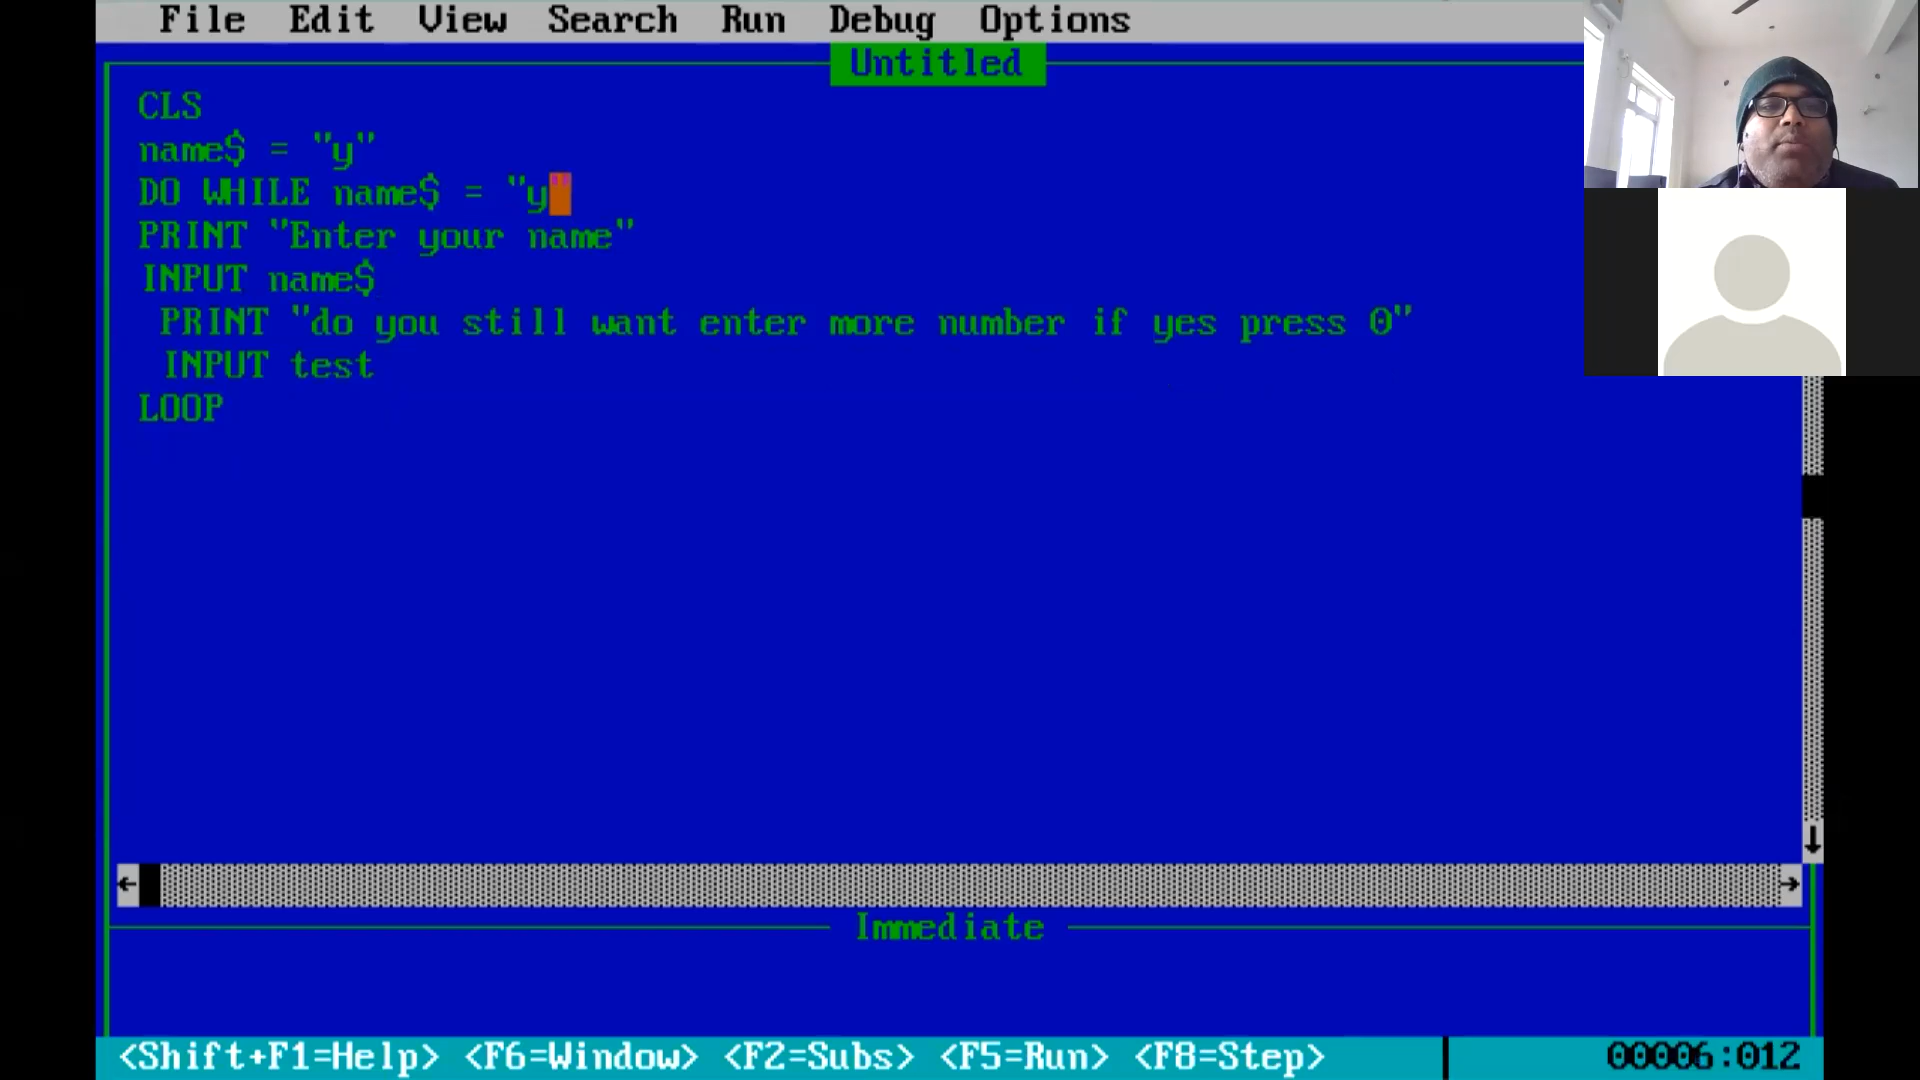 File Edit View Search Run Debug Options
Untitled
CLS
name$ = "y"
DO WHILE name$ = "y"
PRINT "Enter your name"
INPUT name$
PRINT "do you still want enter more number if yes press 0"
INPUT test
LOOP
Immediate
<Shift+F1=Help> <F6=Window> <F2=Subs> <F5=Run> <F8=Step> 00006:012